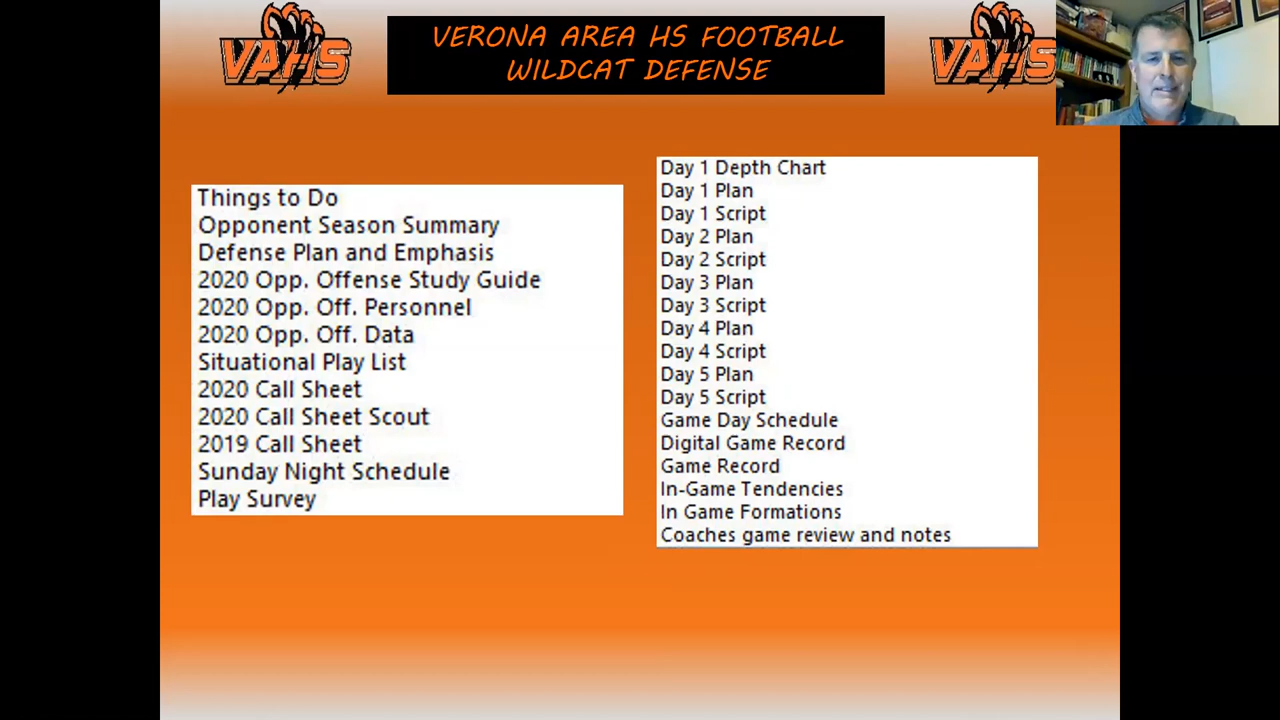 VAHS
VERONA AREA HS FOOTBALL
WILDCAT DEFENSE
VAHS
Things to Do
Opponent Season Summary
Defense Plan and Emphasis
2020 Opp. Offense Study Guide
2020 Opp. Off. Personnel
2020 Opp. Off. Data
Situational Play List
2020 Call Sheet
2020 Call Sheet Scout
2019 Call Sheet
Sunday Night Schedule
Play Survey
Day 1 Depth Chart
Day 1 Plan
Day 1 Script
Day 2 Plan
Day 2 Script
Day 3 Plan
Day 3 Script
Day 4 Plan
Day 4 Script
Day 5 Plan
Day 5 Script
Game Day Schedule
Digital Game Record
Game Record
In-Game Tendencies
In Game Formations
Coaches game review and notes